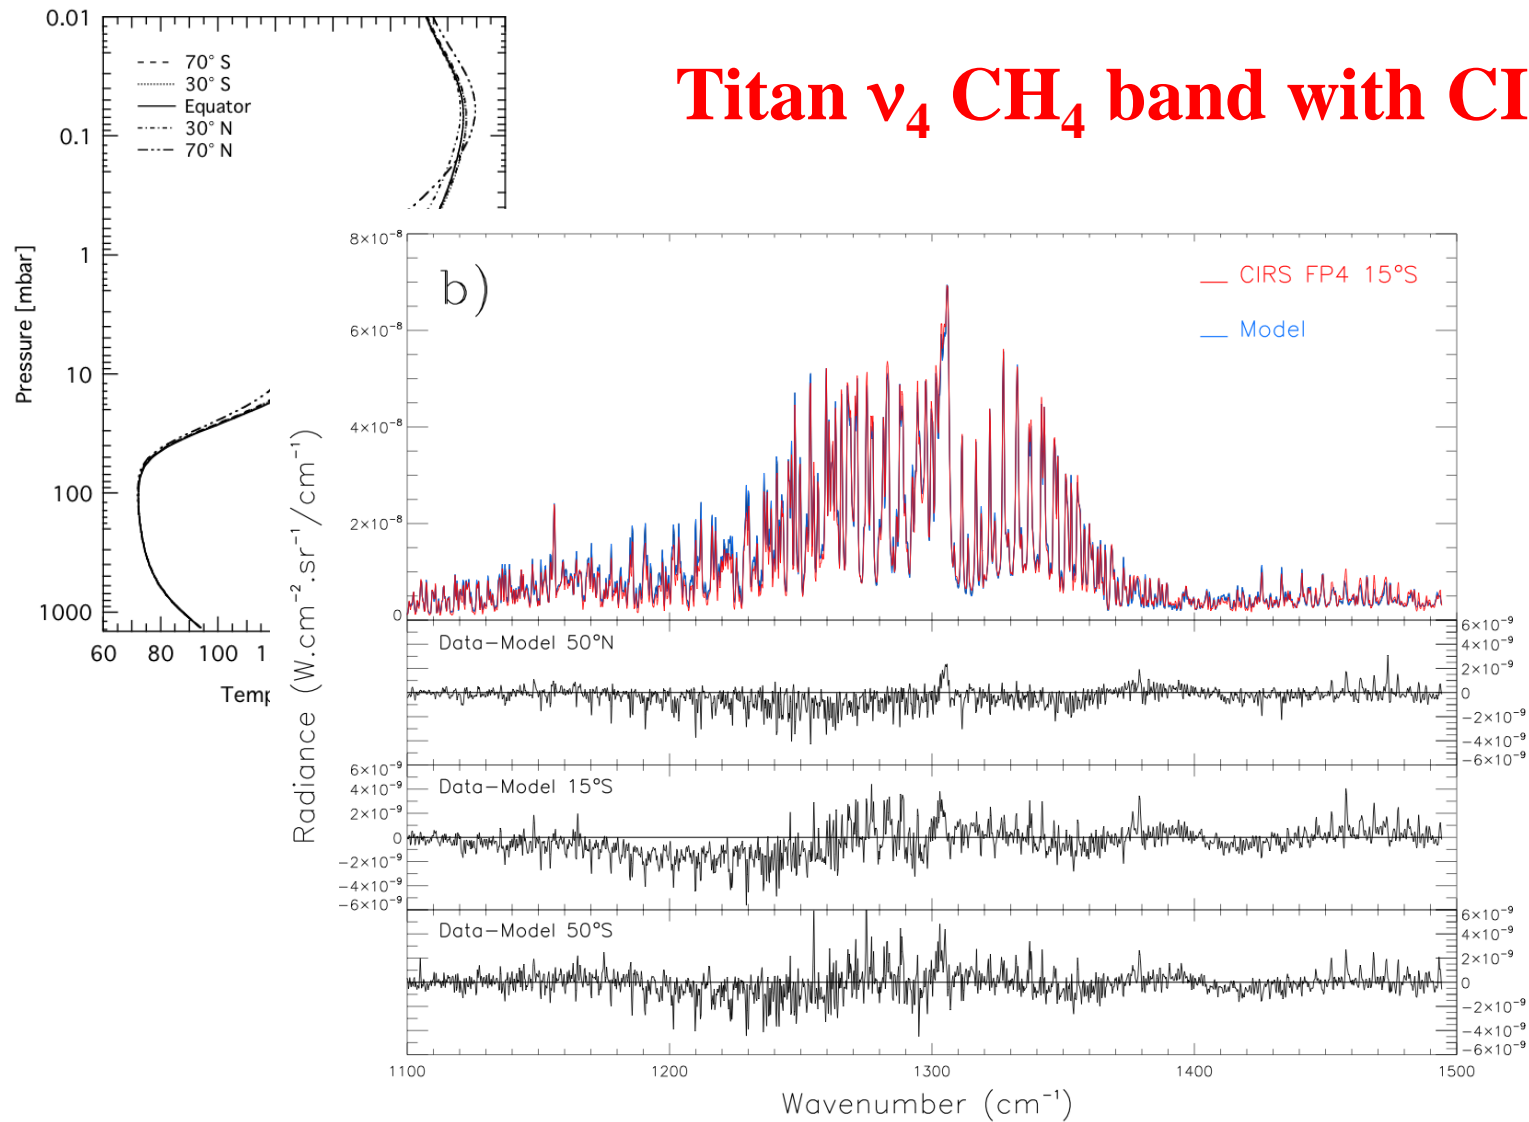 Titan ν4 CH4 band with CI
0.01
0.1
1
10
100
1000
Pressure [mbar]
70° S
30° S
Equator
30° N
70° N
60 80 100 1
Temp
b)
CIRS FP4 15°S
Model
8×10⁻⁸
6×10⁻⁸
4×10⁻⁸
2×10⁻⁸
0
Radiance (W.cm⁻².sr⁻¹/cm⁻¹)
Data−Model 50°N
6×10⁻⁹
4×10⁻⁹
2×10⁻⁹
0
−2×10⁻⁹
−4×10⁻⁹
−6×10⁻⁹
Data−Model 15°S
6×10⁻⁹
4×10⁻⁹
2×10⁻⁹
0
−2×10⁻⁹
−4×10⁻⁹
−6×10⁻⁹
Data−Model 50°S
6×10⁻⁹
4×10⁻⁹
2×10⁻⁹
0
−2×10⁻⁹
−4×10⁻⁹
−6×10⁻⁹
1100 1200 1300 1400 1500
Wavenumber (cm⁻¹)